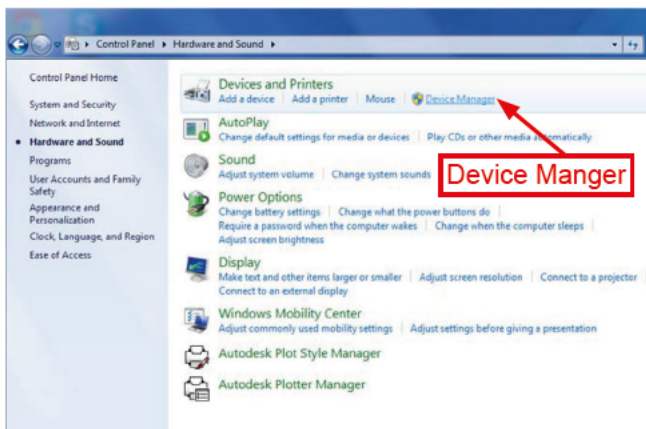 Control Panel ▸ Hardware and Sound ▸
Control Panel Home
System and Security
Network and Internet
Hardware and Sound
Programs
User Accounts and Family
Safety
Appearance and
Personalization
Clock, Language, and Region
Ease of Access
Devices and Printers
Add a device Add a printer Mouse Device Manager
AutoPlay
Change default settings for media or devices Play CDs or other media automatically
Sound
Adjust system volume Change system sounds
Device Manger
Power Options
Change battery settings Change what the power buttons do
Require a password when the computer wakes Change when the computer sleeps
Adjust screen brightness
Display
Make text and other items larger or smaller Adjust screen resolution Connect to a projector
Connect to an external display
Windows Mobility Center
Adjust commonly used mobility settings Adjust settings before giving a presentation
Autodesk Plot Style Manager
Autodesk Plotter Manager